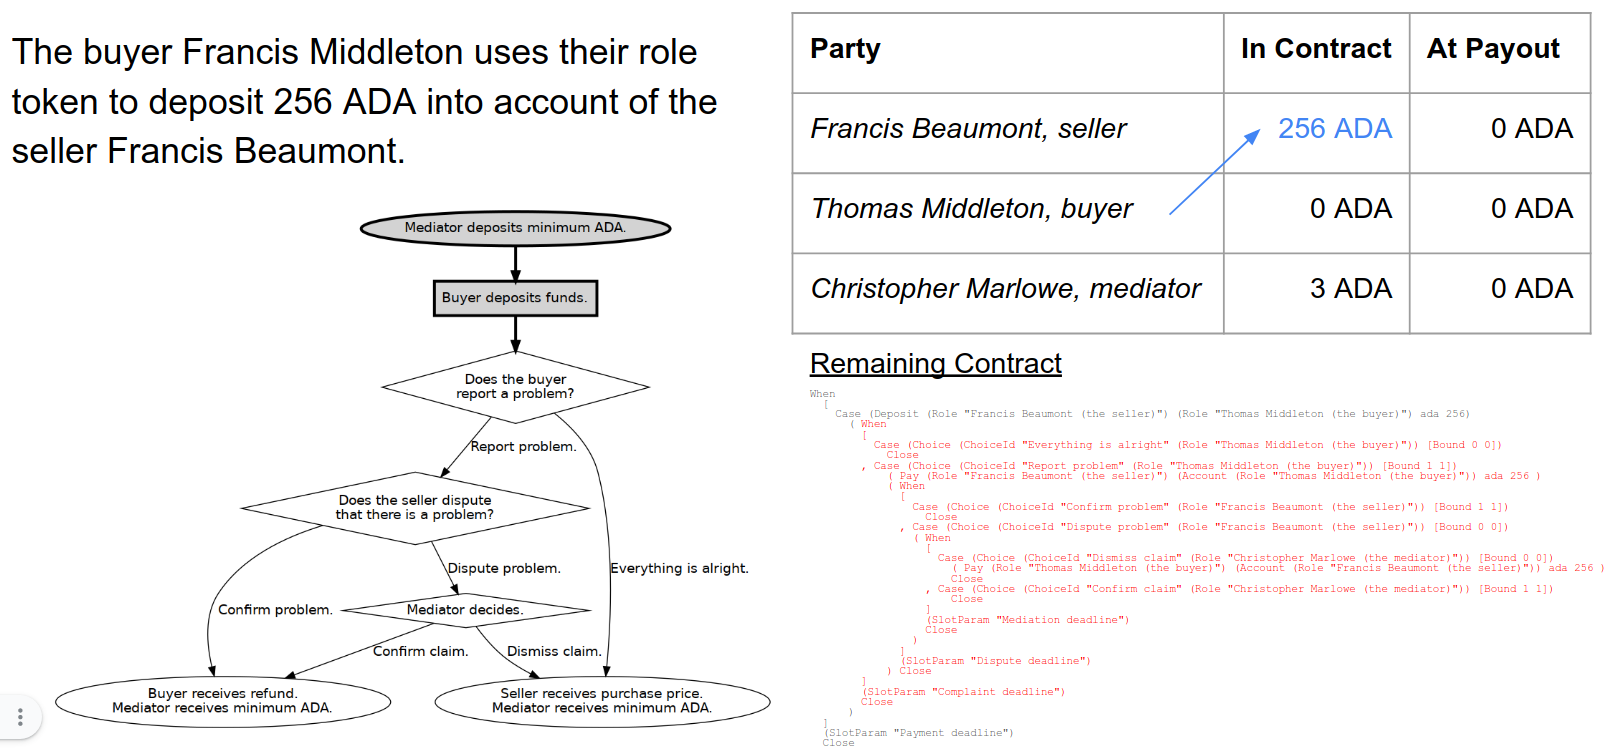 The buyer Francis Middleton uses their role
token to deposit 256 ADA into account of the
seller Francis Beaumont.
Mediator deposits minimum ADA.
Buyer deposits funds.
Does the buyer
report a problem?
Report problem.
Does the seller dispute
that there is a problem?
Dispute problem.
Everything is alright.
Confirm problem.
Mediator decides.
Confirm claim.
Dismiss claim.
Buyer receives refund.
Mediator receives minimum ADA.
Seller receives purchase price.
Mediator receives minimum ADA.
Party In Contract At Payout
Francis Beaumont, seller 256 ADA 0 ADA
Thomas Middleton, buyer 0 ADA 0 ADA
Christopher Marlowe, mediator 3 ADA 0 ADA
Remaining Contract
When
[
Case (Deposit (Role "Francis Beaumont (the seller)") (Role "Thomas Middleton (the buyer)") ada 256)
( When
[
Case (Choice (ChoiceId "Everything is alright" (Role "Thomas Middleton (the buyer)")) [Bound 0 0])
Close
, Case (Choice (ChoiceId "Report problem" (Role "Thomas Middleton (the buyer)")) [Bound 1 1])
( Pay (Role "Francis Beaumont (the seller)") (Account (Role "Thomas Middleton (the buyer)")) ada 256 )
( When
[
Case (Choice (ChoiceId "Confirm problem" (Role "Francis Beaumont (the seller)")) [Bound 1 1])
Close
, Case (Choice (ChoiceId "Dispute problem" (Role "Francis Beaumont (the seller)")) [Bound 0 0])
( When
[
Case (Choice (ChoiceId "Dismiss claim" (Role "Christopher Marlowe (the mediator)")) [Bound 0 0])
( Pay (Role "Thomas Middleton (the buyer)") (Account (Role "Francis Beaumont (the seller)")) ada 256 )
Close
, Case (Choice (ChoiceId "Confirm claim" (Role "Christopher Marlowe (the mediator)")) [Bound 1 1])
Close
]
(SlotParam "Mediation deadline")
Close
)
]
(SlotParam "Dispute deadline")
) Close
]
(SlotParam "Complaint deadline")
Close
)
]
(SlotParam "Payment deadline")
Close